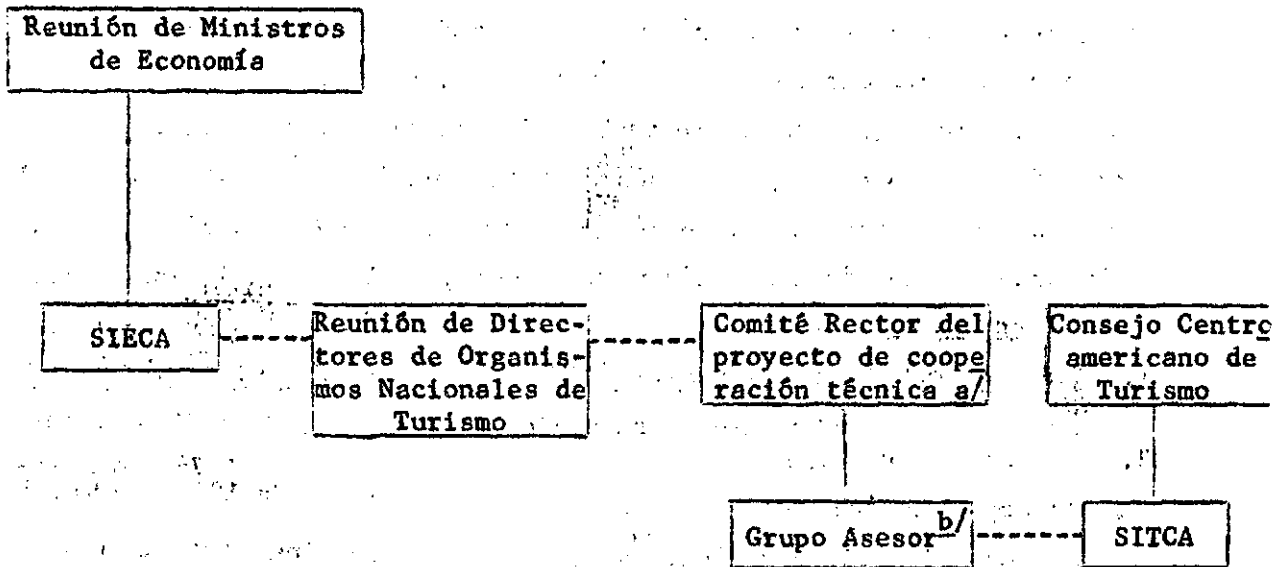 Reunión de Ministros
de Economía
SIECA
Reunión de Direc-
tores de Organis-
mos Nacionales de
Turismo
Comité Rector del
proyecto de coope
ración técnica a/
Consejo Centro
americano de
Turismo
Grupo Asesor b/
SITCA